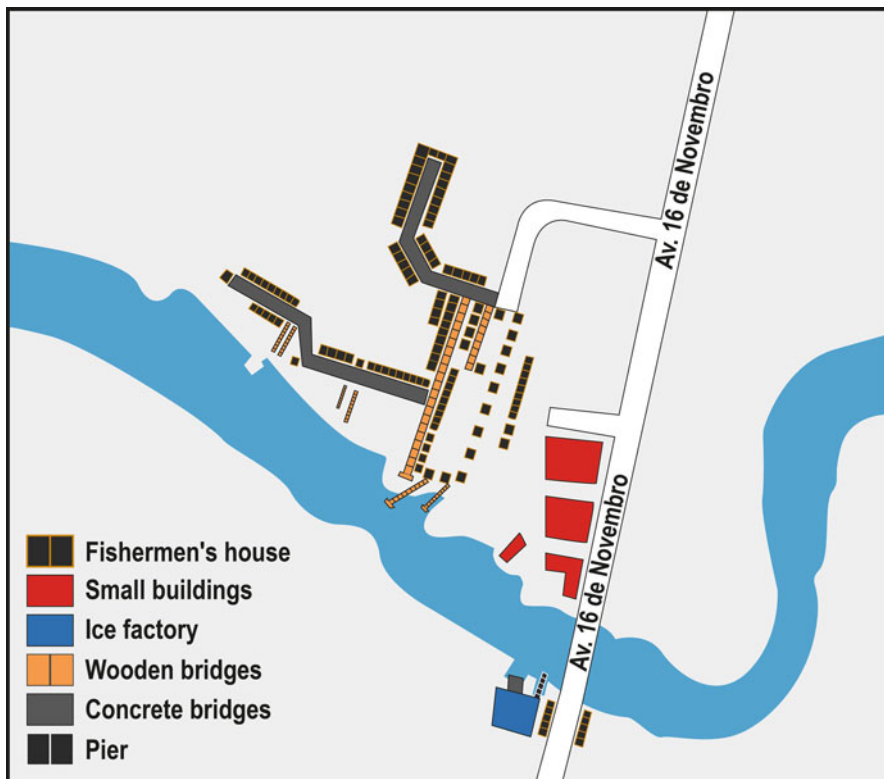 Av. 16 de Novembro
Av. 16 de Novembro
Fishermen's house
Small buildings
Ice factory
Wooden bridges
Concrete bridges
Pier